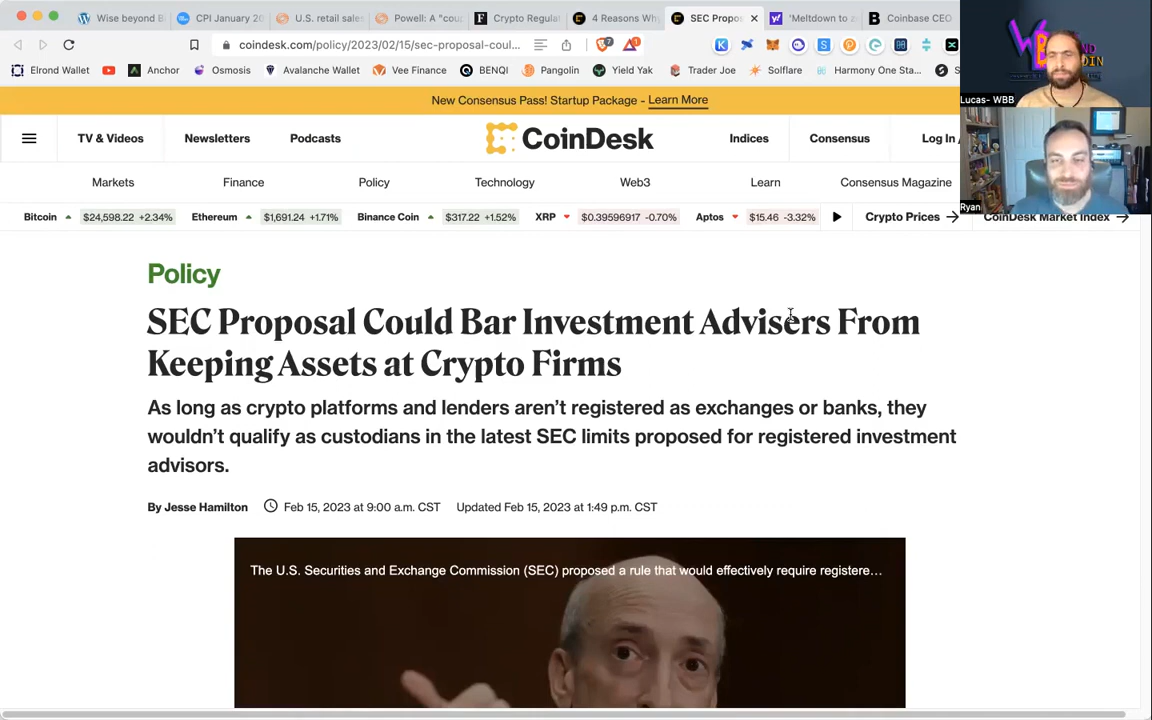 Wise beyond B
CPI January 20
U.S. retail sale
Powell: A "cou
Crypto Regula
4 Reasons Why
SEC Propo
'Meltdown to
Coinbase CEO
coindesk.com/policy/2023/02/15/sec-proposal-coul...
Elrond Wallet
Anchor
Osmosis
Avalanche Wallet
Vee Finance
BENQI
Pangolin
Yield Yak
Trader Joe
Solflare
Harmony One Sta...
New Consensus Pass! Startup Package - Learn More
Lucas- WBB
TV & Videos
Newsletters
Podcasts
CoinDesk
Indices
Consensus
Log In
Markets
Finance
Policy
Technology
Web3
Learn
Consensus Magazine
Ryan
Bitcoin $24,598.22 +2.34%
Ethereum $1,691.24 +1.71%
Binance Coin $317.22 +1.52%
XRP $0.39596917 -0.70%
Aptos $15.46 -3.32%
Crypto Prices
CoinDesk Market Index
Policy
SEC Proposal Could Bar Investment Advisers From
Keeping Assets at Crypto Firms
As long as crypto platforms and lenders aren't registered as exchanges or banks, they
wouldn't qualify as custodians in the latest SEC limits proposed for registered investment
advisors.
By Jesse Hamilton
Feb 15, 2023 at 9:00 a.m. CST
Updated Feb 15, 2023 at 1:49 p.m. CST
The U.S. Securities and Exchange Commission (SEC) proposed a rule that would effectively require registere...